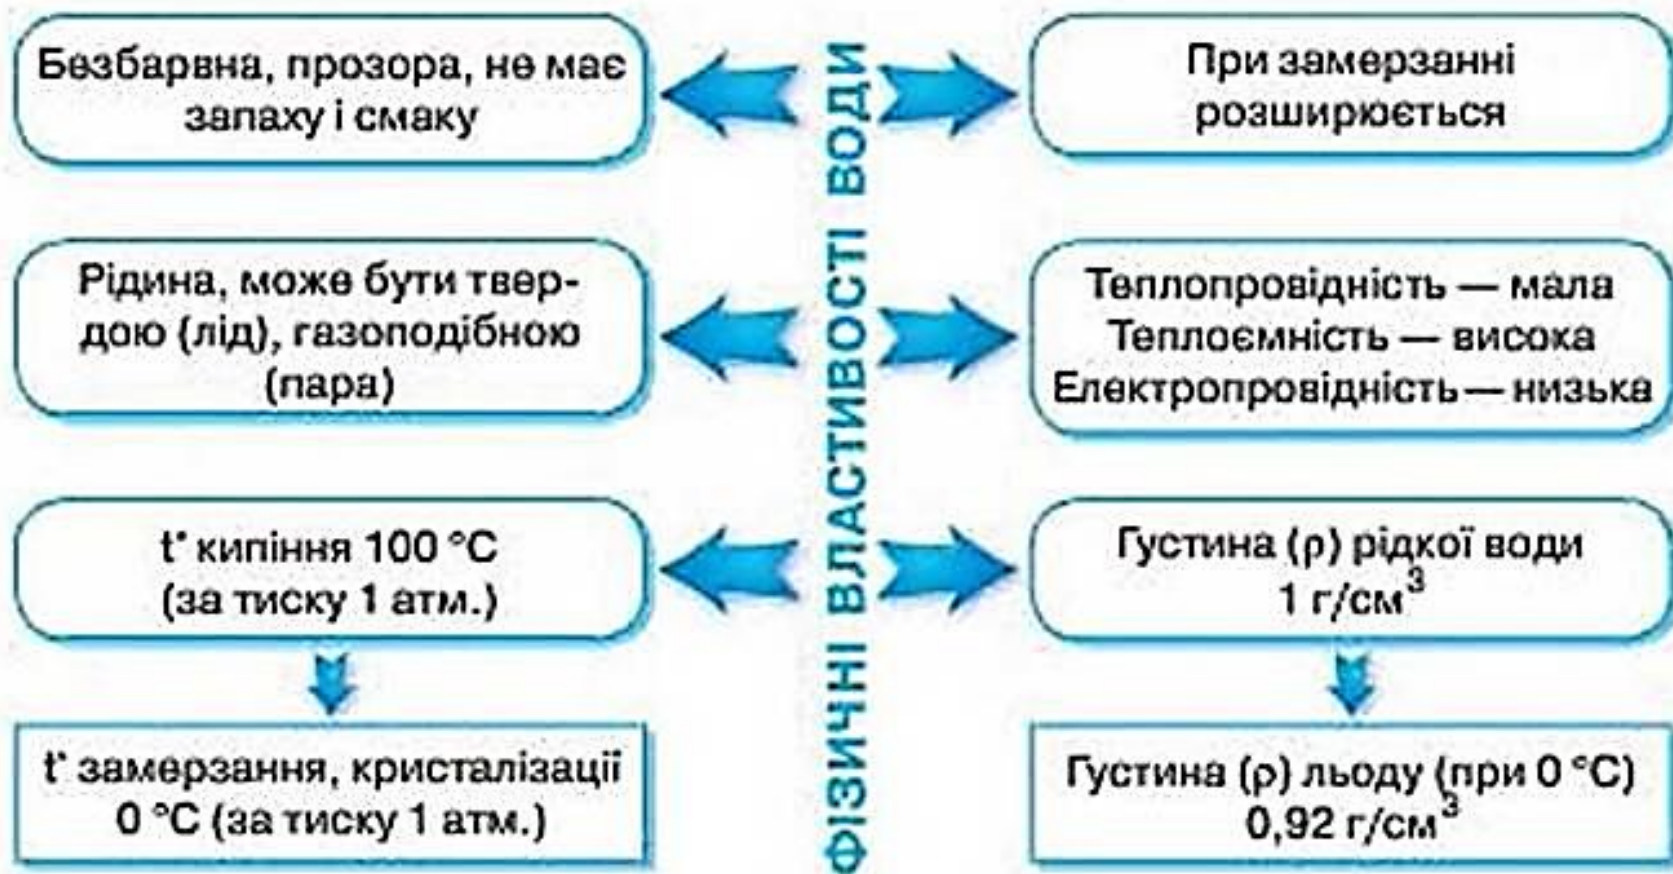 Безбарвна, прозора, не має
запаху і смаку
Рідина, може бути твер-
дою (лід), газоподібною
(пара)
t° кипіння 100 °C
(за тиску 1 атм.)
t° замерзання, кристалізації
0 °C (за тиску 1 атм.)
ФІЗИЧНІ ВЛАСТИВОСТІ ВОДИ
При замерзанні
розширюється
Теплопровідність — мала
Теплоємність — висока
Електропровідність — низька
Густина (ρ) рідкої води
1 г/см³
Густина (ρ) льоду (при 0 °C)
0,92 г/см³